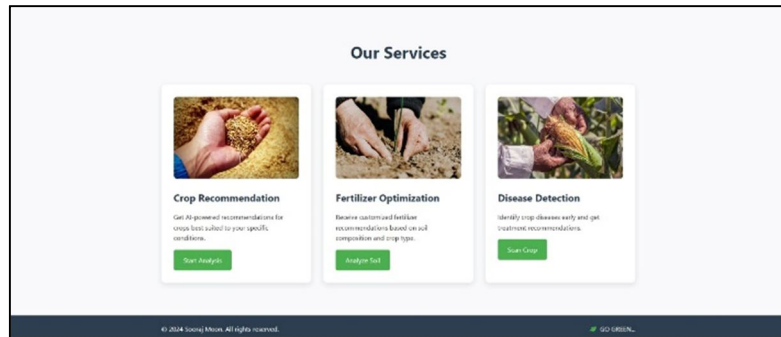 Our Services
Crop Recommendation
Get AI-powered recommendations for
crops best suited to your specific
conditions.
Start Analysis
Fertilizer Optimization
Receive customized fertilizer
recommendations based on soil
composition and crop type.
Analyze Soil
Disease Detection
Identify crop diseases early and get
treatment recommendations.
Scan Crop
© 2024 Sooraj Moon. All rights reserved.
GO GREEN...